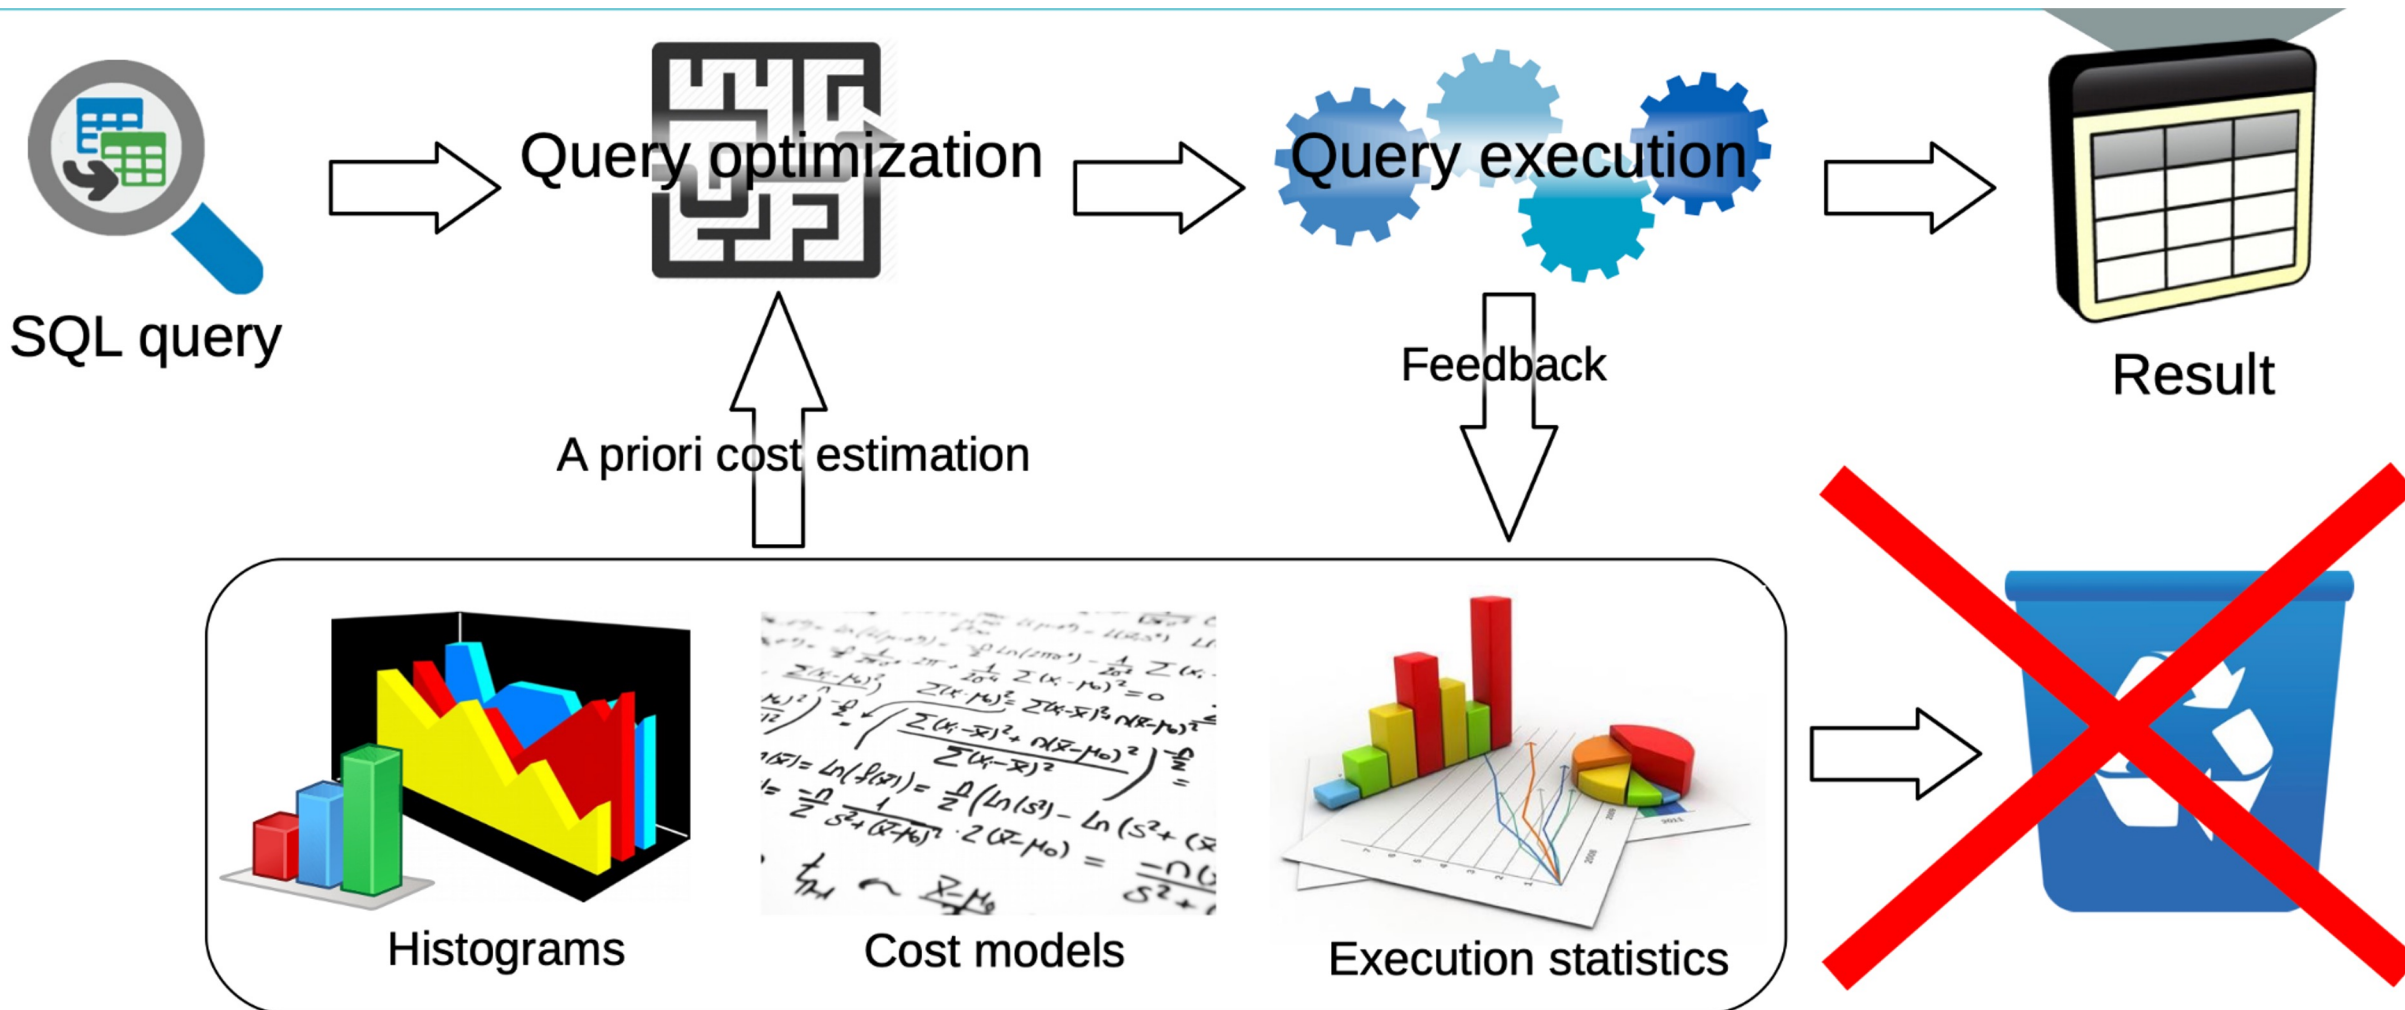 SQL query
Query optimization
Query execution
Result
A priori cost estimation
Feedback
Histograms
Cost models
Execution statistics